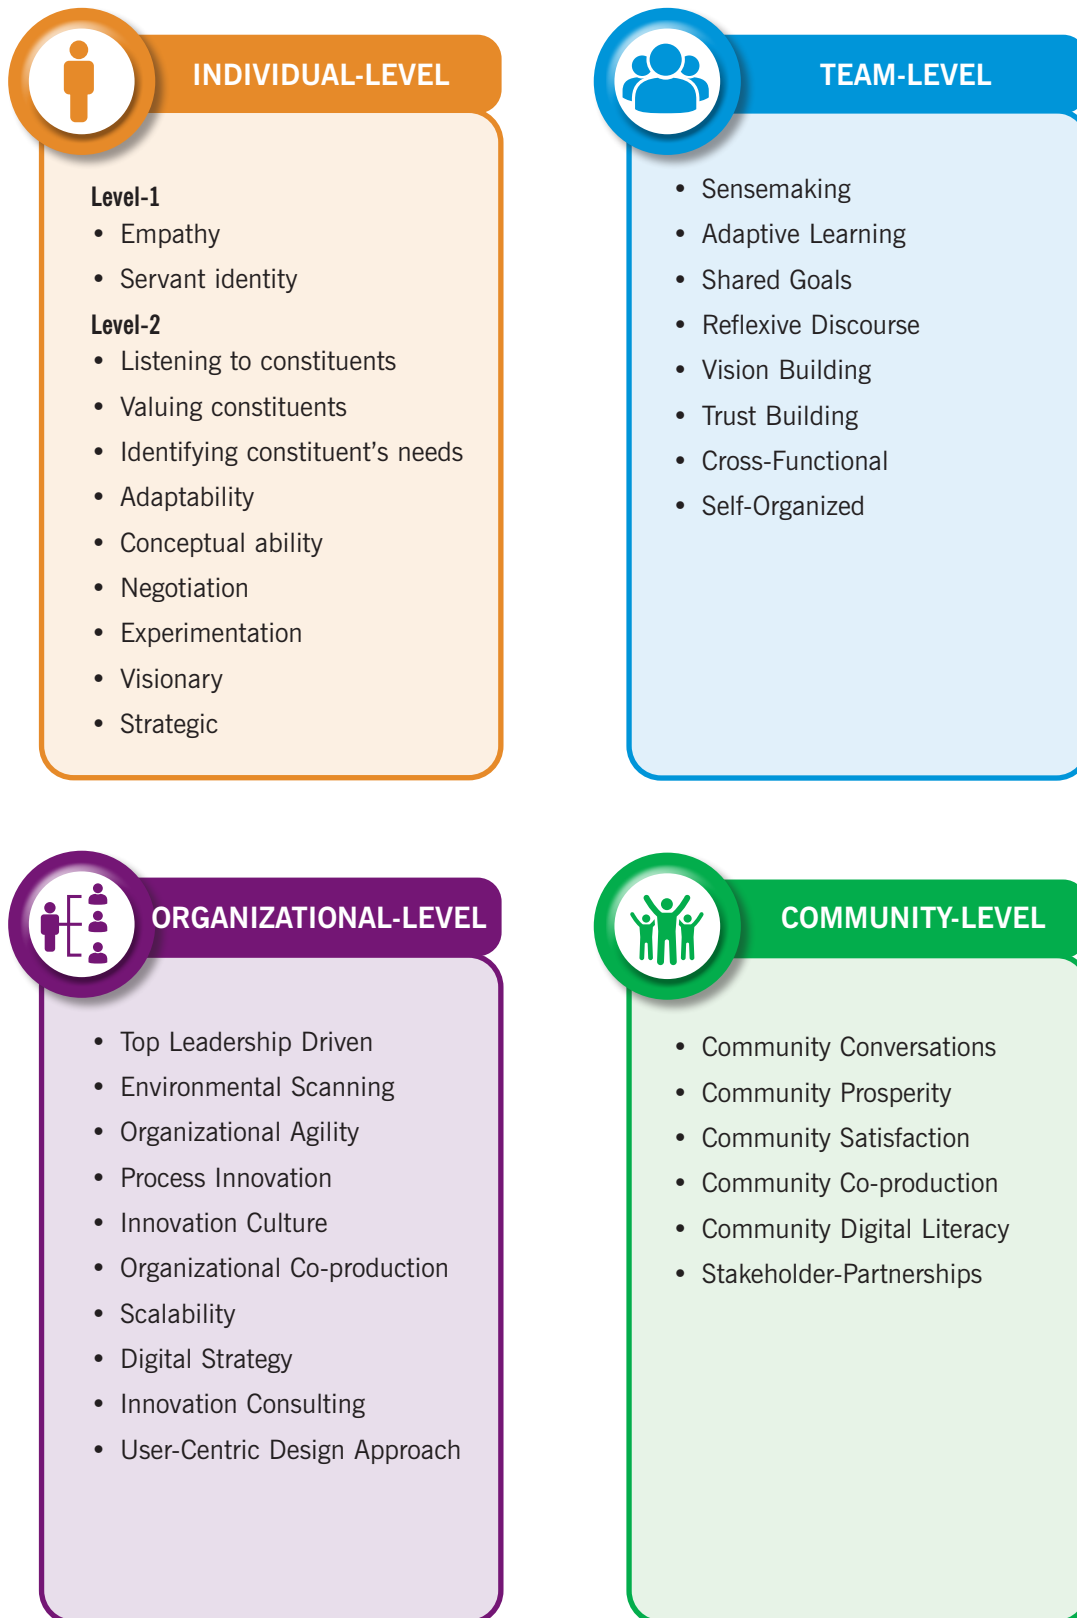 INDIVIDUAL-LEVEL
Level-1
• Empathy
• Servant identity
Level-2
• Listening to constituents
• Valuing constituents
• Identifying constituent's needs
• Adaptability
• Conceptual ability
• Negotiation
• Experimentation
• Visionary
• Strategic
TEAM-LEVEL
• Sensemaking
• Adaptive Learning
• Shared Goals
• Reflexive Discourse
• Vision Building
• Trust Building
• Cross-Functional
• Self-Organized
ORGANIZATIONAL-LEVEL
• Top Leadership Driven
• Environmental Scanning
• Organizational Agility
• Process Innovation
• Innovation Culture
• Organizational Co-production
• Scalability
• Digital Strategy
• Innovation Consulting
• User-Centric Design Approach
COMMUNITY-LEVEL
• Community Conversations
• Community Prosperity
• Community Satisfaction
• Community Co-production
• Community Digital Literacy
• Stakeholder-Partnerships